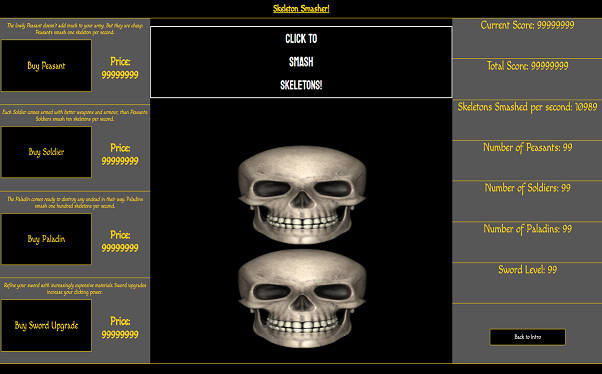 Skeleton Smasher!
The lowly Peasant doesn't add much to your army. But they are cheap.
Peasants smash one skeleton per second.
Buy Peasant
Price:
99999999
Each Soldier comes armed with better weapons and armour, than Peasants.
Soldiers smash ten skeletons per second.
Buy Soldier
Price:
99999999
The Paladin comes ready to destroy any undead in their way. Paladins
smash one hundred skeletons per second.
Buy Paladin
Price:
99999999
Refine your sword with increasingly expensive materials. Sword upgrades
increase your clicking power.
Buy Sword Upgrade
Price:
99999999
CLICK TO
SMASH
SKELETONS!
Current Score: 99999999
Total Score: 99999999
Skeletons Smashed per second: 10989
Number of Peasants: 99
Number of Soldiers: 99
Number of Paladins: 99
Sword Level: 99
Back to Intro